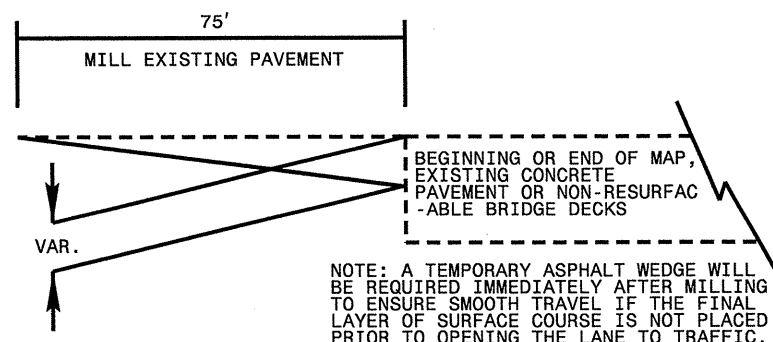 75'
MILL EXISTING PAVEMENT
BEGINNING OR END OF MAP,
EXISTING CONCRETE
PAVEMENT OR NON-RESURFAC
-ABLE BRIDGE DECKS
VAR.
NOTE: A TEMPORARY ASPHALT WEDGE WILL
BE REQUIRED IMMEDIATELY AFTER MILLING
TO ENSURE SMOOTH TRAVEL IF THE FINAL
LAYER OF SURFACE COURSE IS NOT PLACED
PRIOR TO OPENING THE LANE TO TRAFFIC.